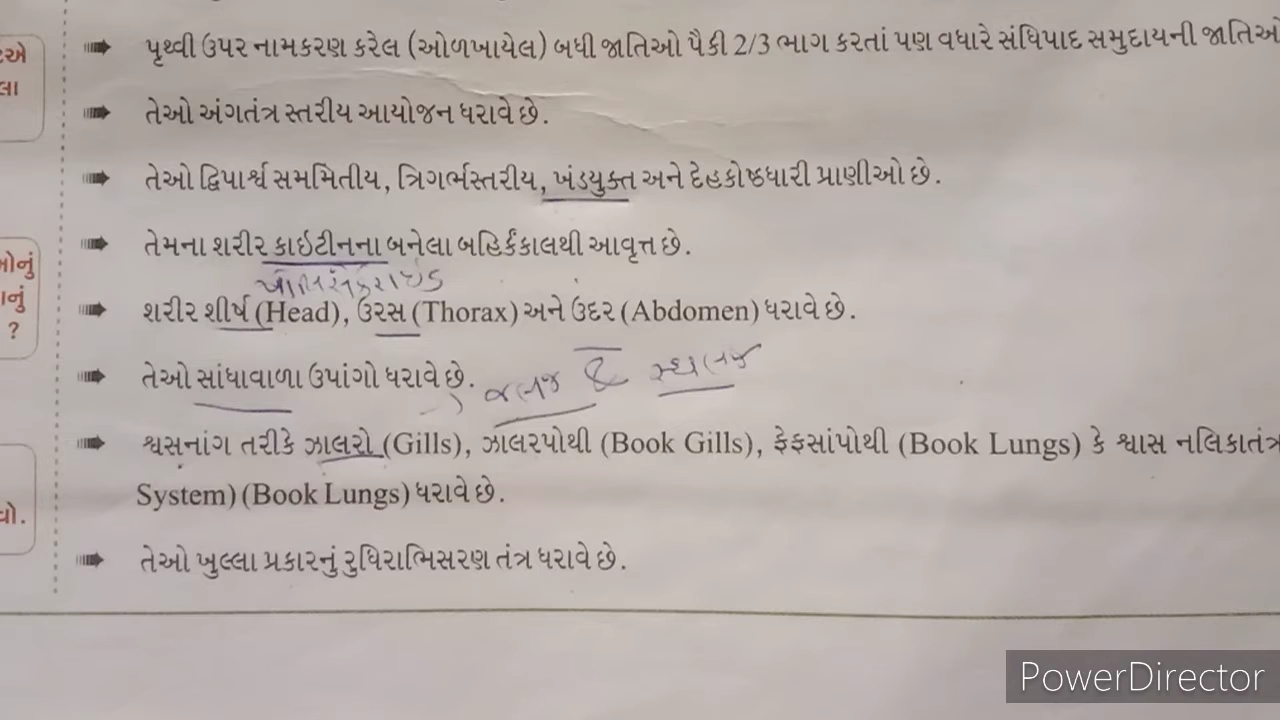 પૃથ્વી ઉપર નામકરણ કરેલ (ઓળખાયેલ) બધી જાતિઓ પૈકી 2/3 ભાગ કરતાં પણ વધારે સંધિપાદ સમુદાયની જાતિઓ
તેઓ અંગતંત્ર સ્તરીય આયોજન ધરાવે છે.
તેઓ દ્વિપાર્શ્વ સમમિતીય, ત્રિગર્ભસ્તરીય, ખંડયુક્ત અને દેહકોષ્ઠધારી પ્રાણીઓ છે.
તેમના શરીર કાઇટીનના બનેલા બહિર્કંકાલથી આવૃત્ત છે.
શરીર શીર્ષ (Head), ઉરસ (Thorax) અને ઉદર (Abdomen) ધરાવે છે.
તેઓ સાંધાવાળા ઉપાંગો ધરાવે છે. જલજ & સ્થલજ
શ્વસનાંગ તરીકે ઝાલરો (Gills), ઝાલરપોથી (Book Gills), ફેફસાંપોથી (Book Lungs) કે શ્વાસ નલિકાતંત્ર
System) (Book Lungs) ધરાવે છે.
તેઓ ખુલ્લા પ્રકારનું રુધિરાભિસરણ તંત્ર ધરાવે છે.
?
PowerDirector